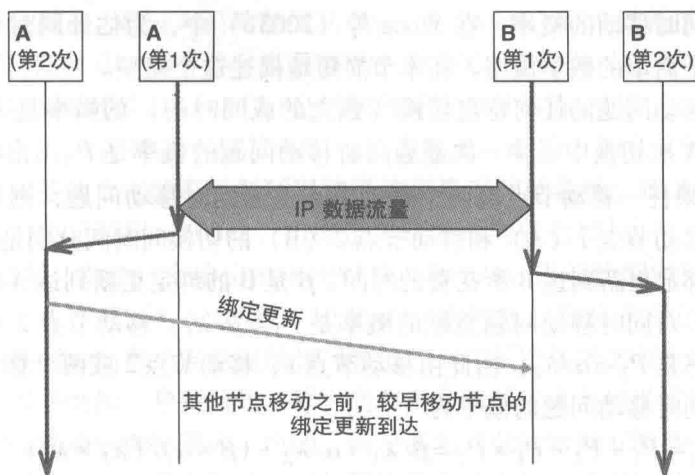 A
(第2次)
A
(第1次)
B
(第1次)
B
(第2次)
IP 数据流量
绑定更新
其他节点移动之前，较早移动节点的
绑定更新到达